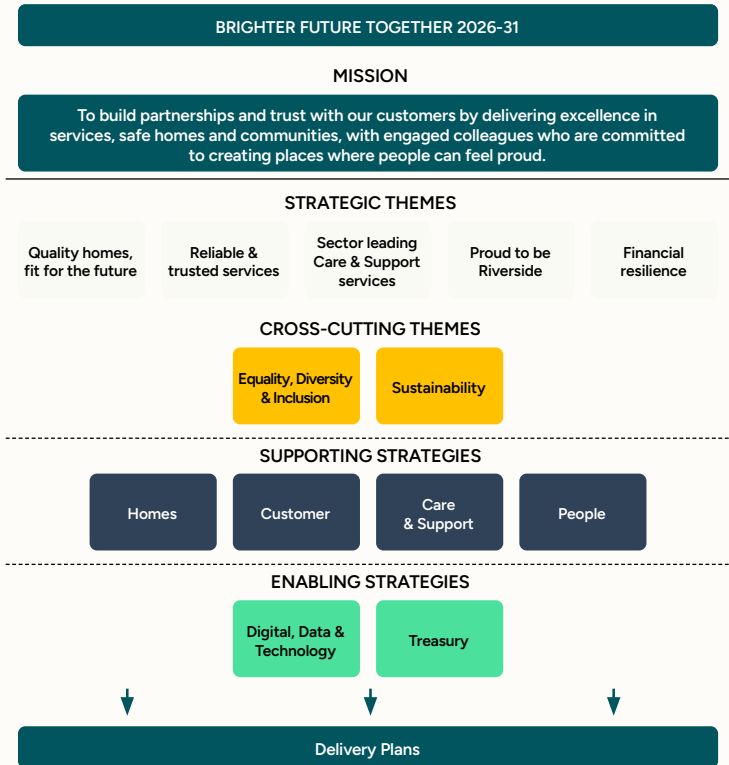 BRIGHTER FUTURE TOGETHER 2026-31
MISSION
To build partnerships and trust with our customers by delivering excellence in
services, safe homes and communities, with engaged colleagues who are committed
to creating places where people can feel proud.
STRATEGIC THEMES
Quality homes,
fit for the future
Reliable &
trusted services
Sector leading
Care & Support
services
Proud to be
Riverside
Financial
resilience
CROSS-CUTTING THEMES
Equality, Diversity
& Inclusion
Sustainability
SUPPORTING STRATEGIES
Homes
Customer
Care
& Support
People
ENABLING STRATEGIES
Digital, Data &
Technology
Treasury
Delivery Plans